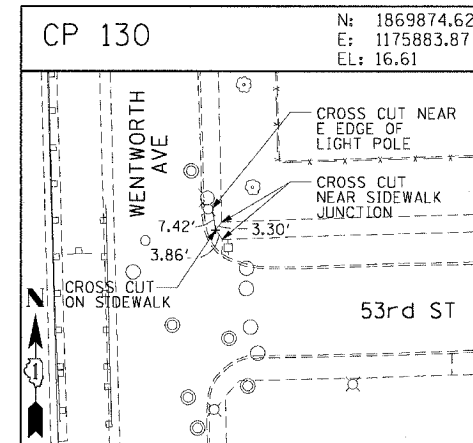 CP 130
N: 1869874.62
E: 1175883.87
EL: 16.61
WENTWORTH
AVE
CROSS CUT NEAR
E EDGE OF
LIGHT POLE
CROSS CUT
NEAR SIDEWALK
JUNCTION
7.42'
3.30'
3.86'
CROSS CUT
ON SIDEWALK
53rd ST
N
1